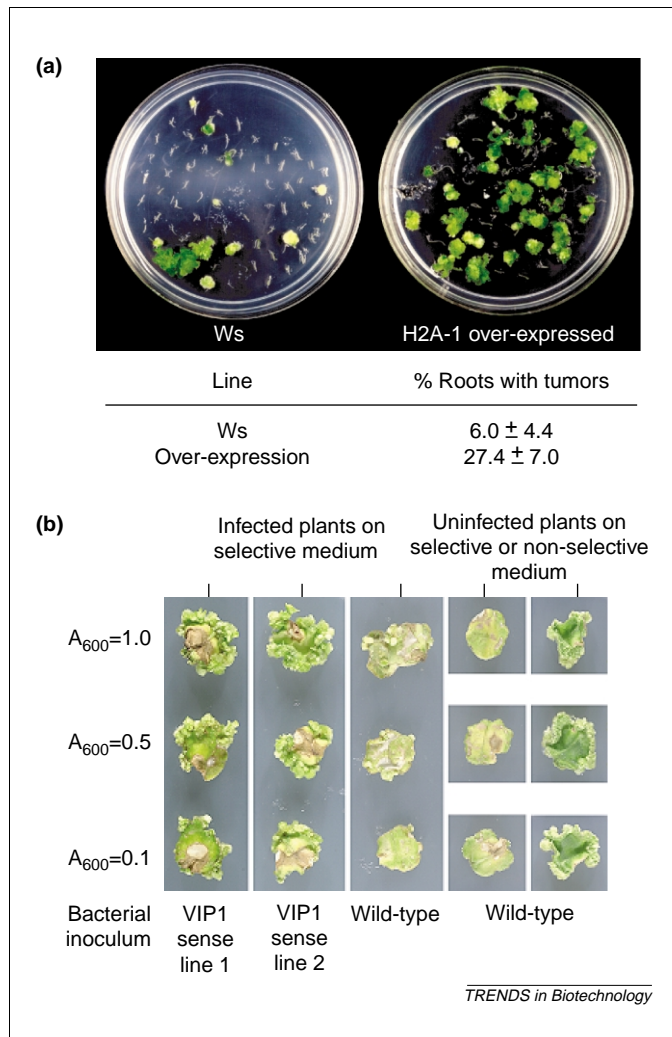 (a)
Ws
H2A-1 over-expressed
Line % Roots with tumors
Ws 6.0 ± 4.4
Over-expression 27.4 ± 7.0
(b)
Infected plants on
selective medium
Uninfected plants on
selective or non-selective
medium
A600=1.0
A600=0.5
A600=0.1
Bacterial
inoculum
VIP1
sense
line 1
VIP1
sense
line 2
Wild-type
Wild-type
TRENDS in Biotechnology